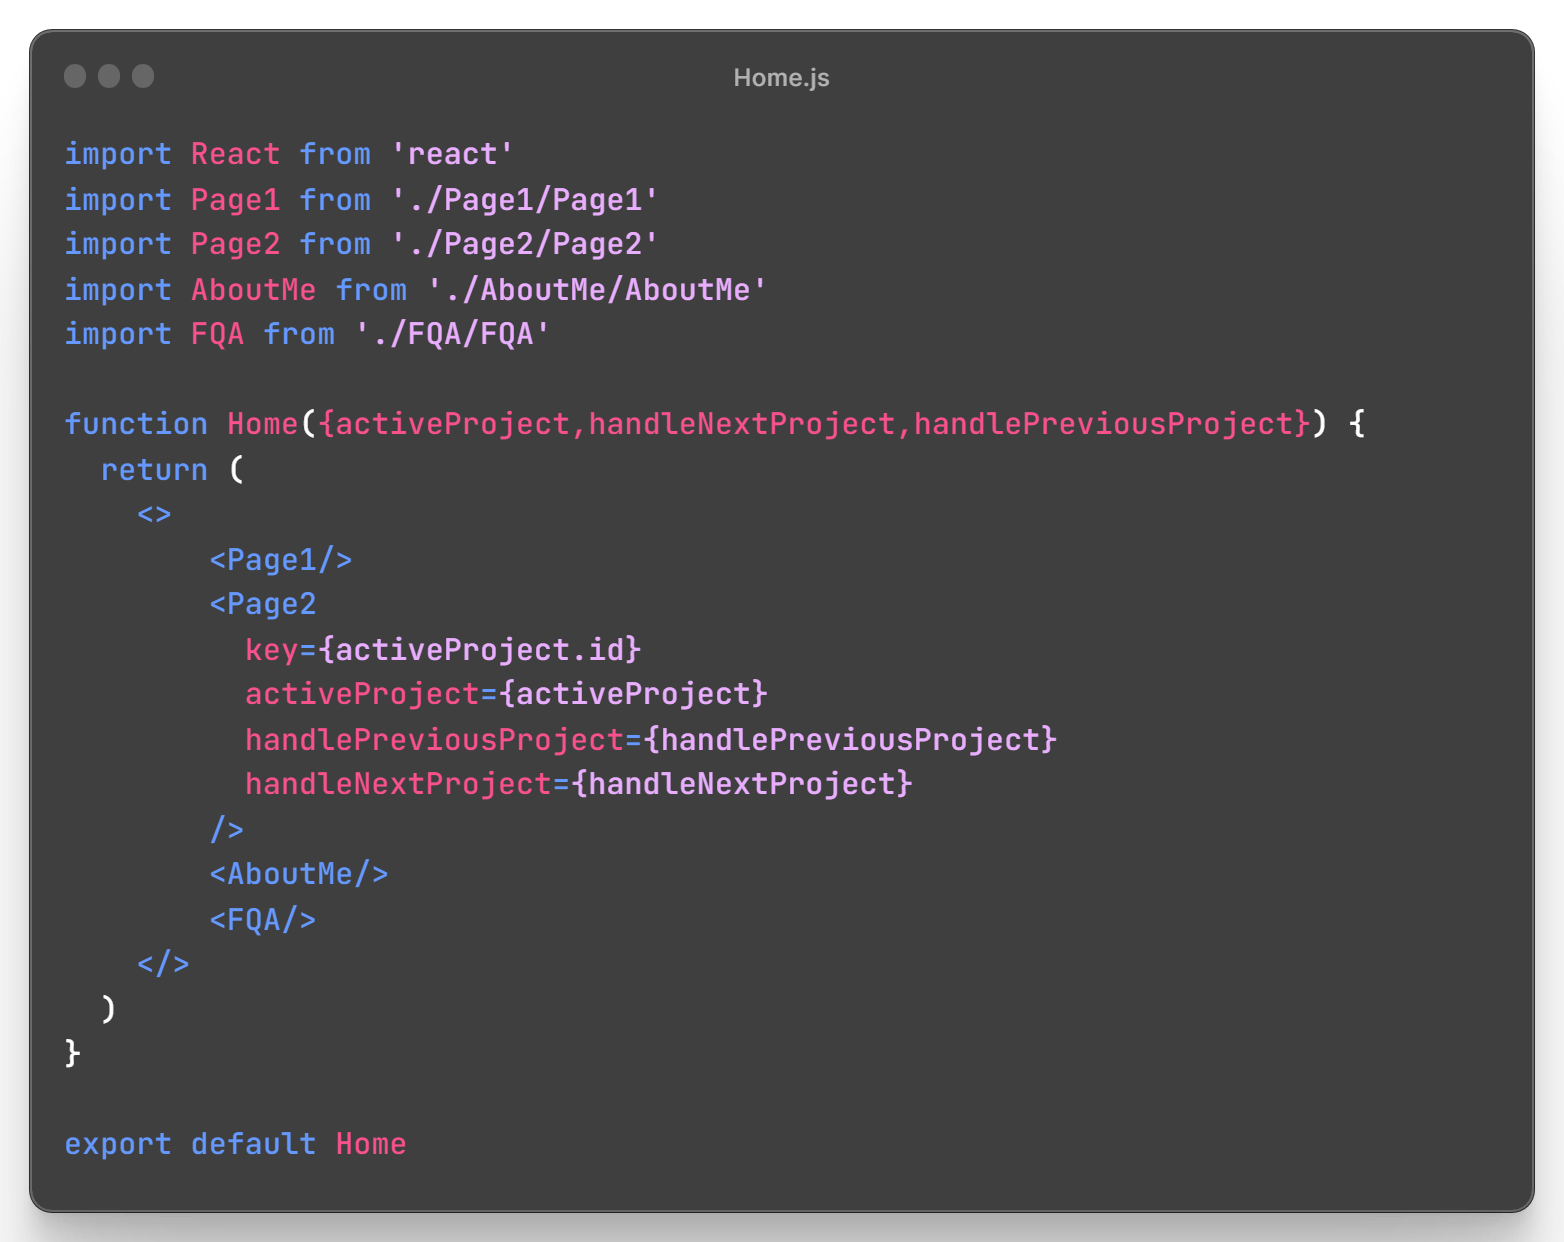 Home.js
import React from 'react'
import Page1 from './Page1/Page1'
import Page2 from './Page2/Page2'
import AboutMe from './AboutMe/AboutMe'
import FQA from './FQA/FQA'

function Home({activeProject,handleNextProject,handlePreviousProject}) {
  return (
    <>
        <Page1/>
        <Page2
          key={activeProject.id}
          activeProject={activeProject}
          handlePreviousProject={handlePreviousProject}
          handleNextProject={handleNextProject}
        />
        <AboutMe/>
        <FQA/>
    </>
  )
}

export default Home